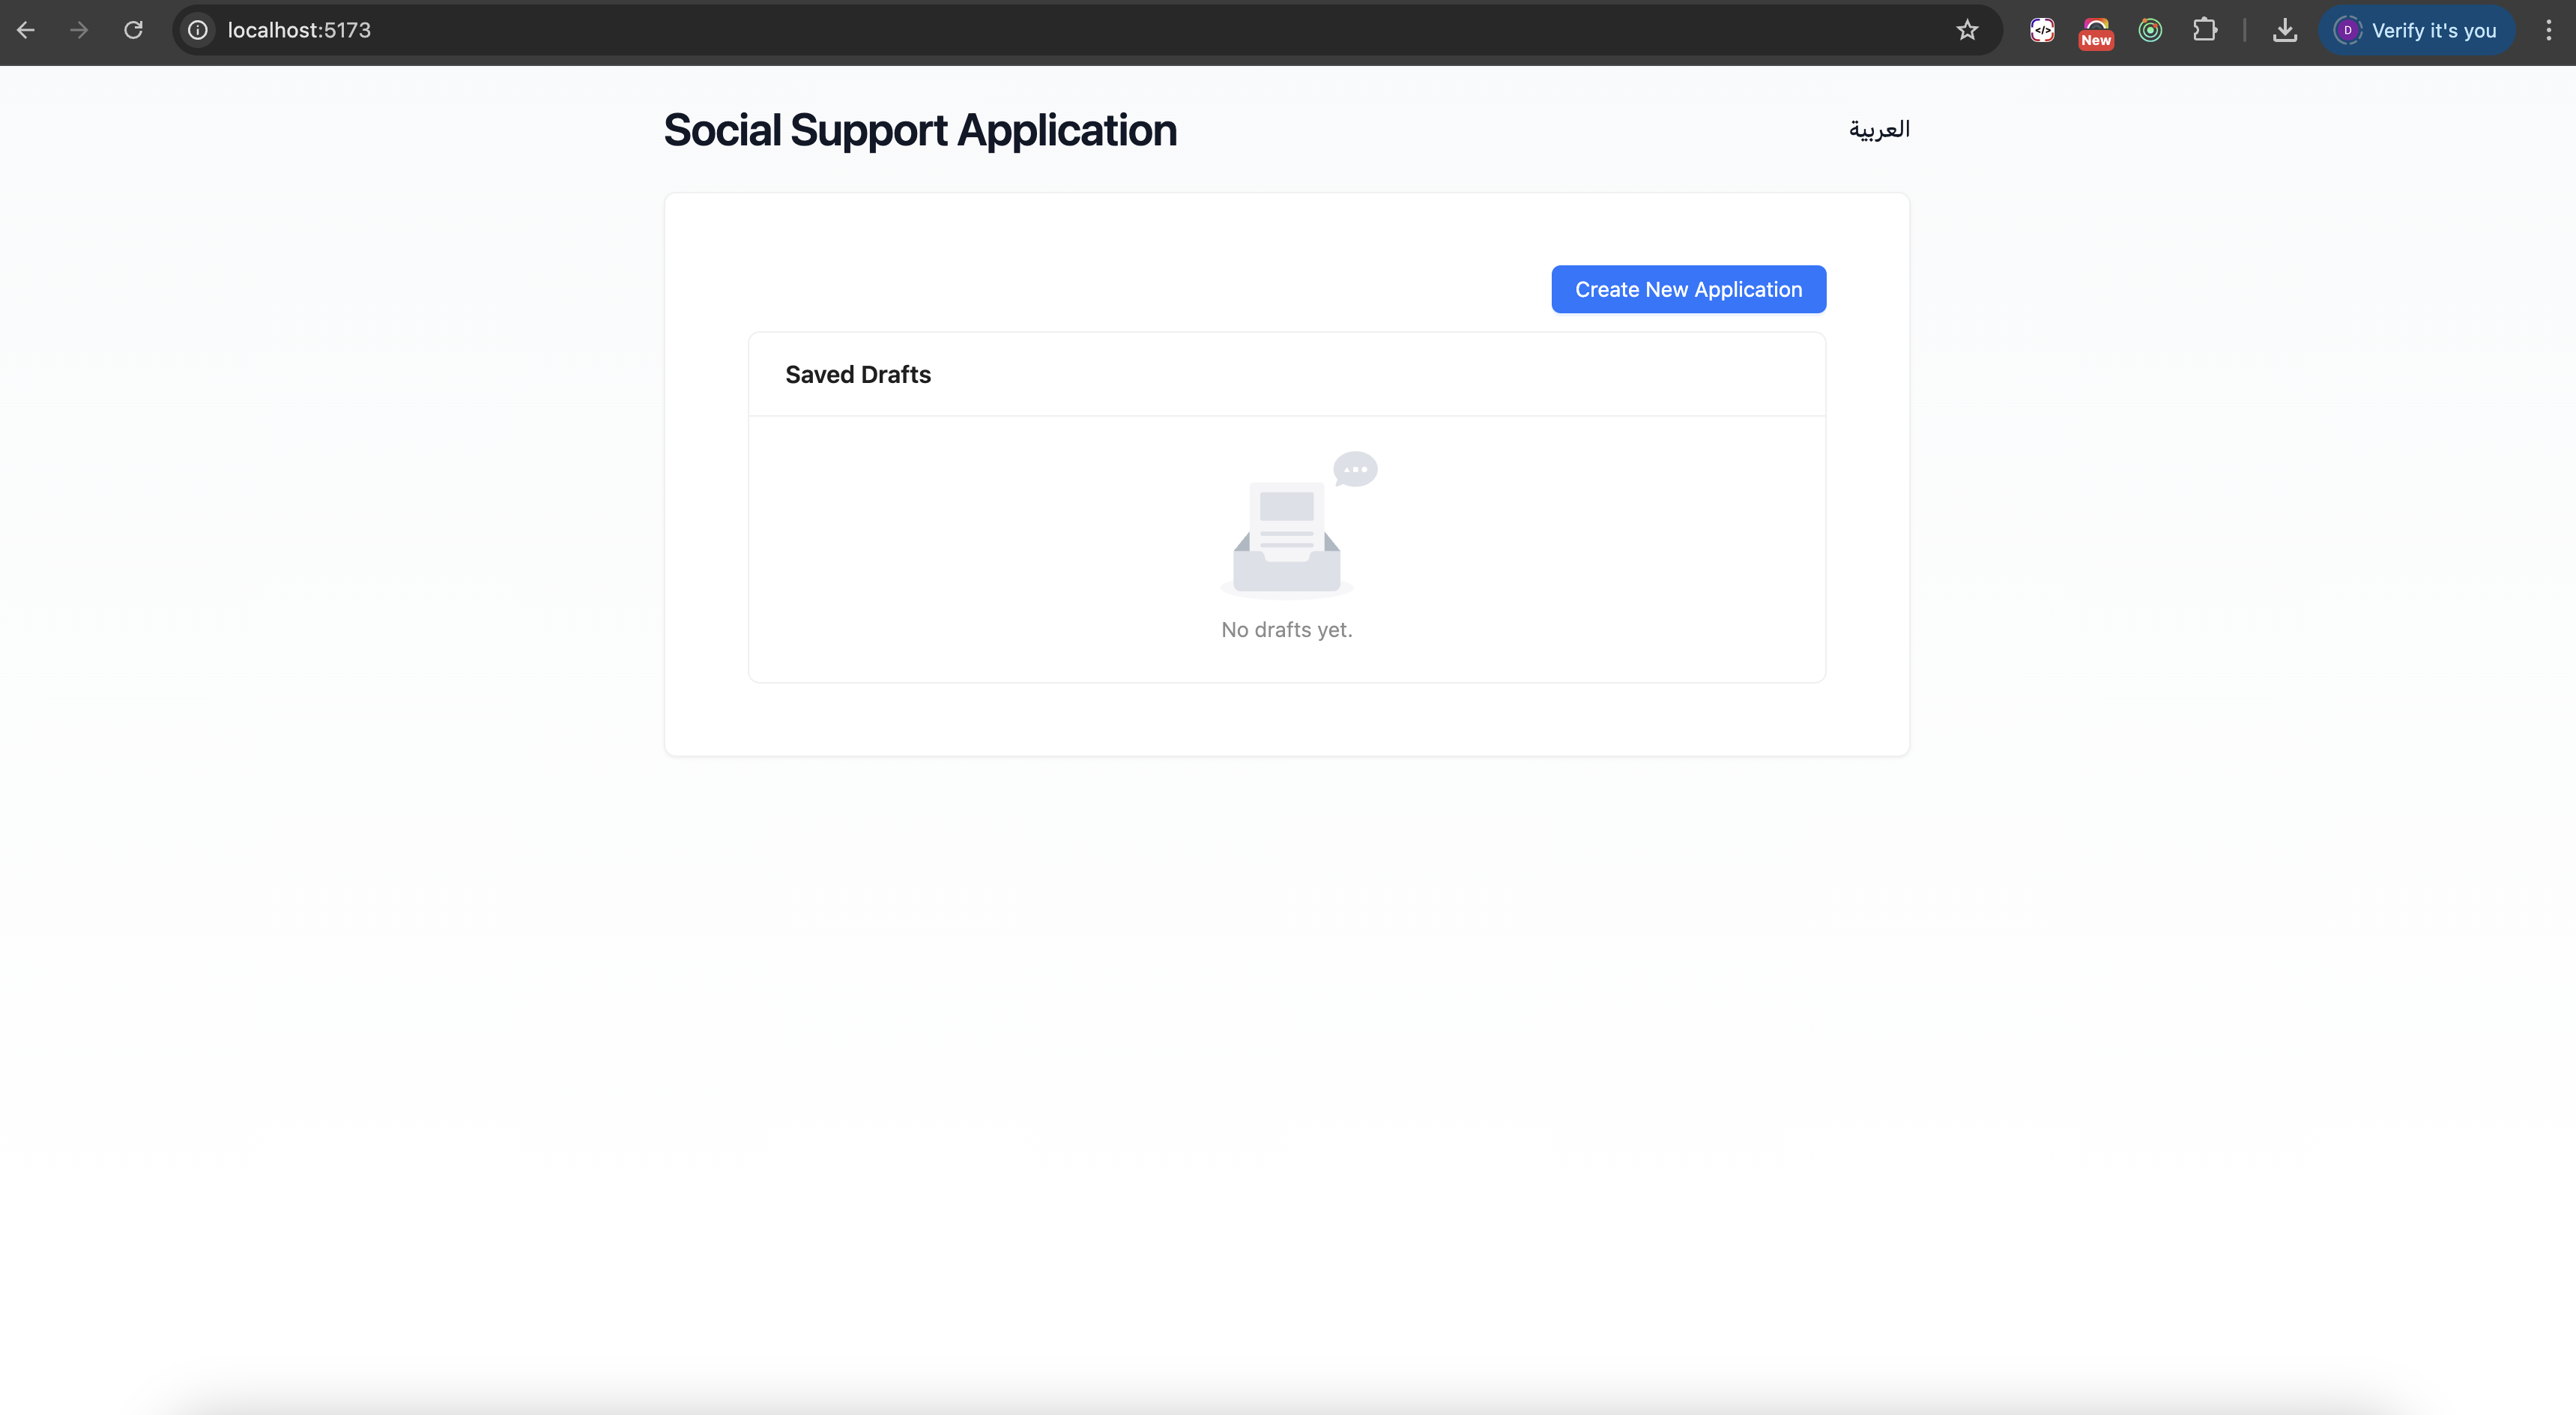 localhost:5173
New
D
Verify it's you
Social Support Application
العربية
Create New Application
Saved Drafts
No drafts yet.